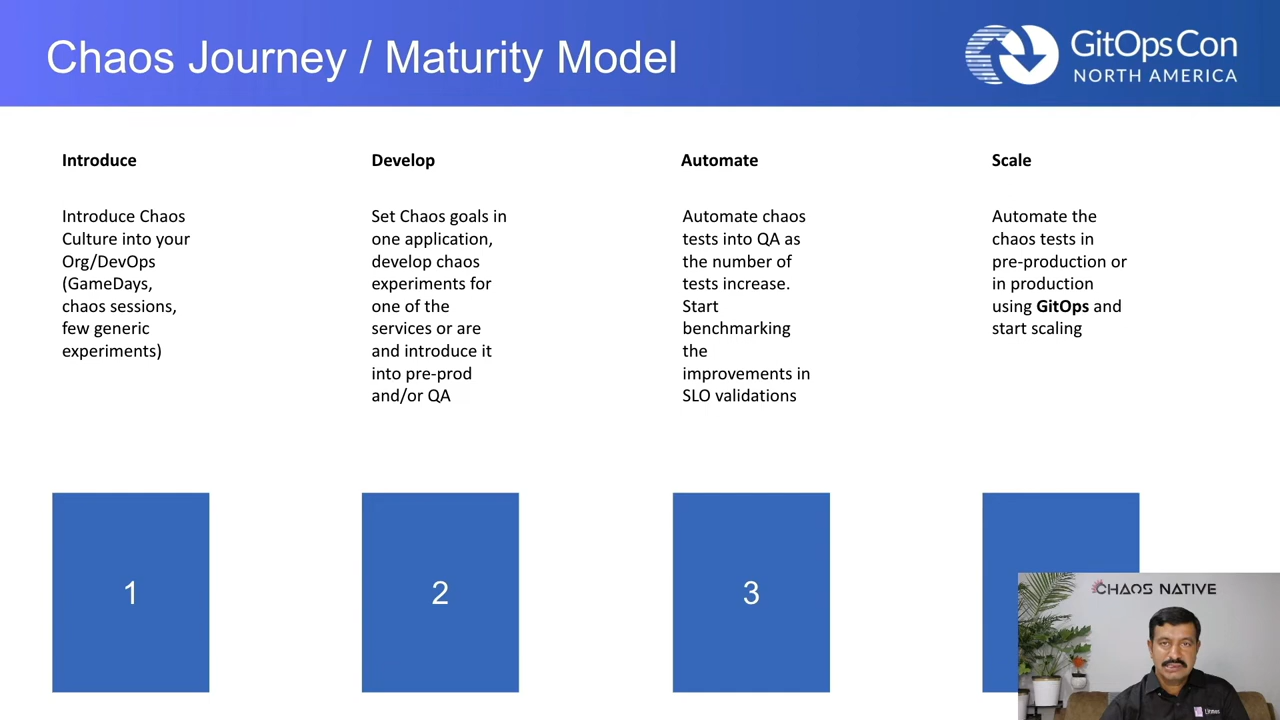 Chaos Journey / Maturity Model
GitOpsCon
NORTH AMERICA
Introduce
Introduce Chaos
Culture into your
Org/DevOps
(GameDays,
chaos sessions,
few generic
experiments)
Develop
Set Chaos goals in
one application,
develop chaos
experiments for
one of the
services or are
and introduce it
into pre-prod
and/or QA
Automate
Automate chaos
tests into QA as
the number of
tests increase.
Start
benchmarking
the
improvements in
SLO validations
Scale
Automate the
chaos tests in
pre-production or
in production
using GitOps and
start scaling
1
2
3
CHAOS NATIVE
Litmus